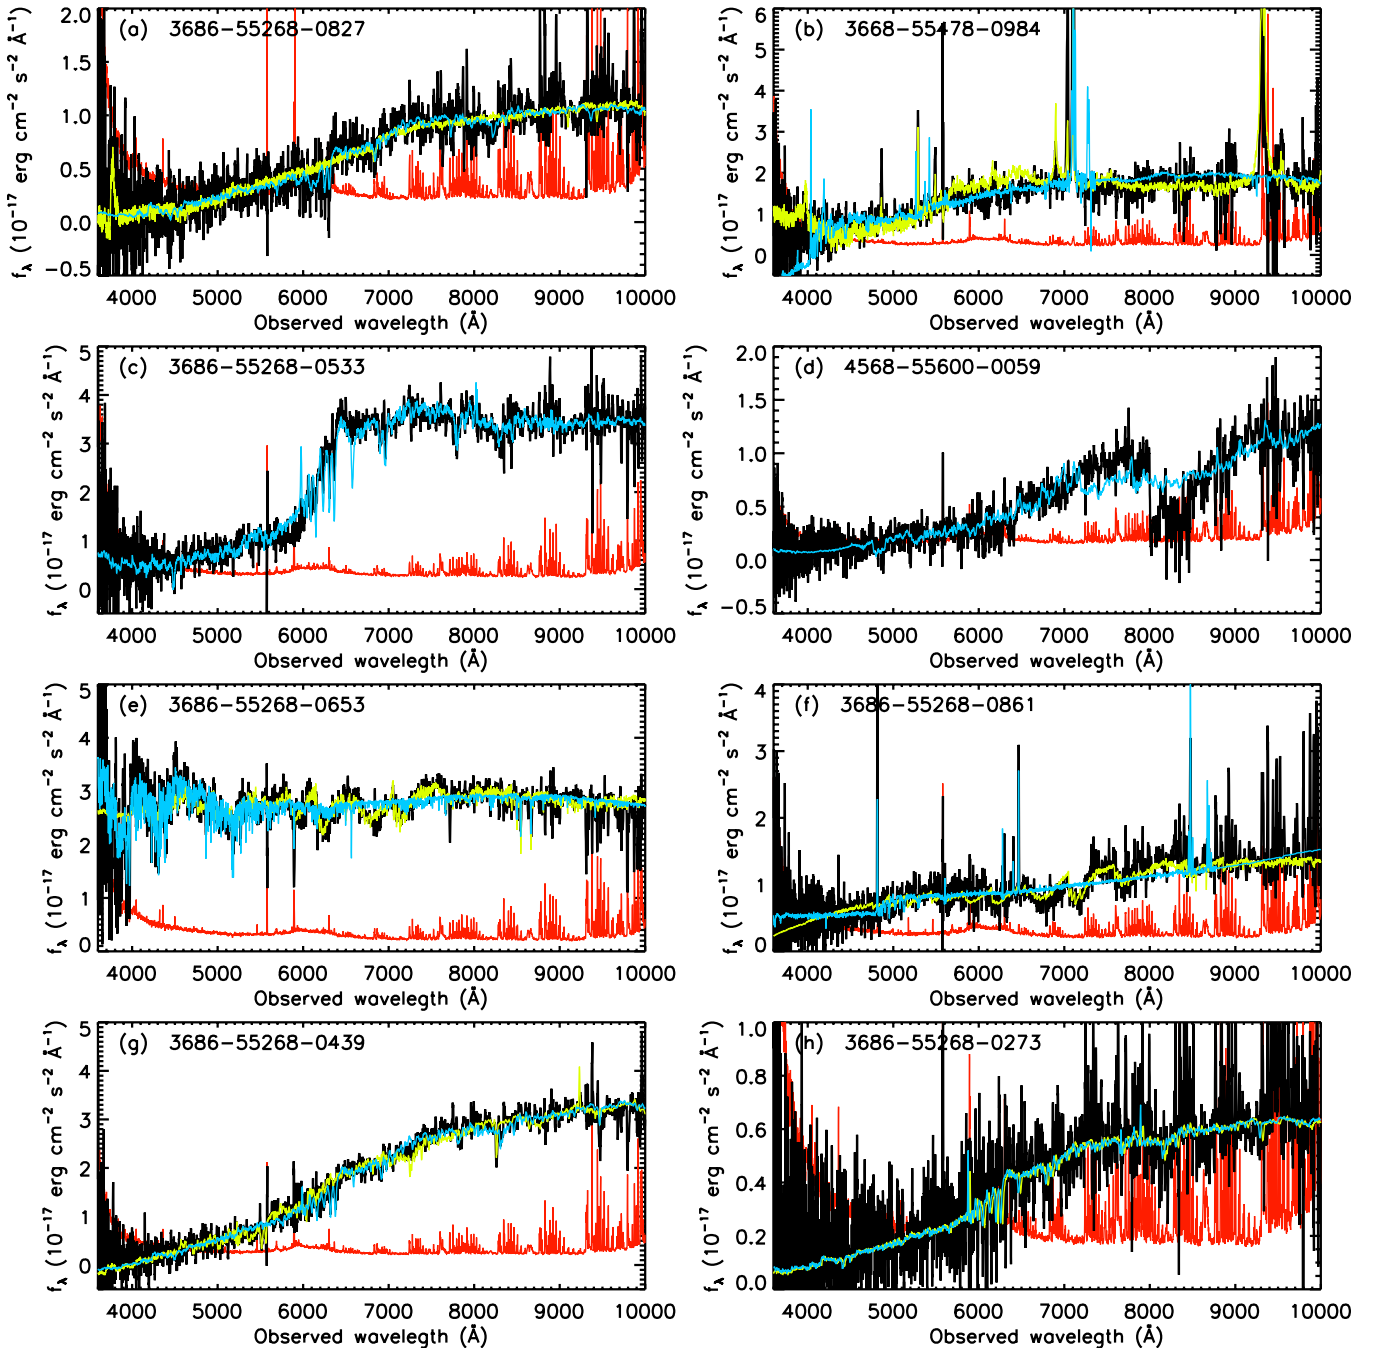 (a) 3686-55268-0827
2.0
1.5
1.0
0.5
0.0
−0.5
f_λ (10^−17 erg cm^−2 s^−2 Å^−1)
4000 5000 6000 7000 8000 9000 10000
Observed wavelegth (Å)
(b) 3668-55478-0984
6
5
4
3
2
1
0
f_λ (10^−17 erg cm^−2 s^−2 Å^−1)
4000 5000 6000 7000 8000 9000 10000
Observed wavelegth (Å)
(c) 3686-55268-0533
5
4
3
2
1
0
f_λ (10^−17 erg cm^−2 s^−2 Å^−1)
4000 5000 6000 7000 8000 9000 10000
Observed wavelegth (Å)
(d) 4568-55600-0059
2.0
1.5
1.0
0.5
0.0
−0.5
f_λ (10^−17 erg cm^−2 s^−2 Å^−1)
4000 5000 6000 7000 8000 9000 10000
Observed wavelegth (Å)
(e) 3686-55268-0653
5
4
3
2
1
0
f_λ (10^−17 erg cm^−2 s^−2 Å^−1)
4000 5000 6000 7000 8000 9000 10000
Observed wavelegth (Å)
(f) 3686-55268-0861
4
3
2
1
0
f_λ (10^−17 erg cm^−2 s^−2 Å^−1)
4000 5000 6000 7000 8000 9000 10000
Observed wavelegth (Å)
(g) 3686-55268-0439
5
4
3
2
1
0
f_λ (10^−17 erg cm^−2 s^−2 Å^−1)
4000 5000 6000 7000 8000 9000 10000
Observed wavelegth (Å)
(h) 3686-55268-0273
1.0
0.8
0.6
0.4
0.2
0.0
f_λ (10^−17 erg cm^−2 s^−2 Å^−1)
4000 5000 6000 7000 8000 9000 10000
Observed wavelegth (Å)